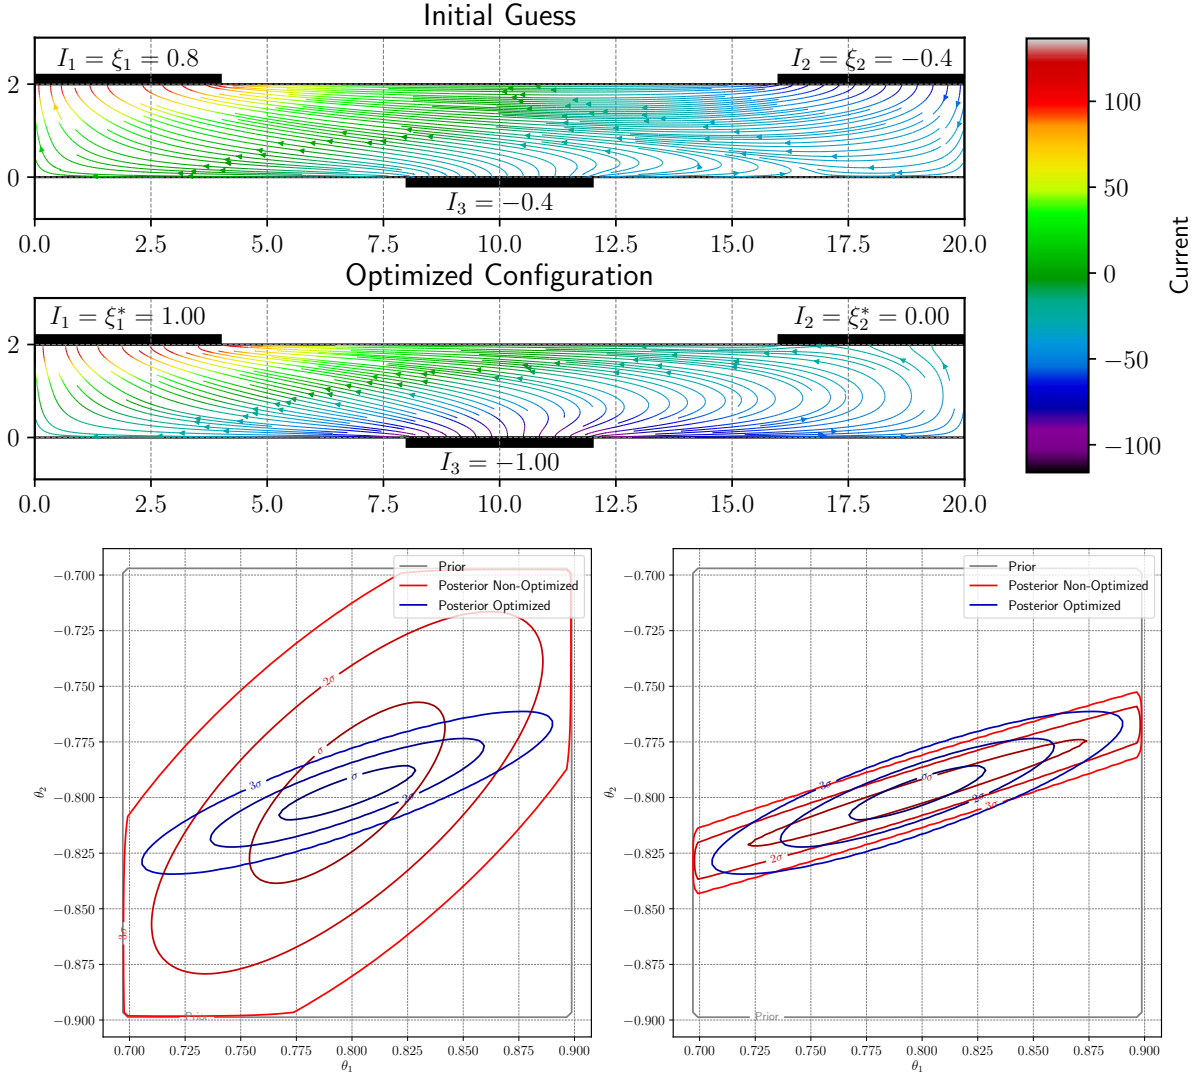 Initial Guess
I₁ = ξ₁ = 0.8
I₂ = ξ₂ = −0.4
2
0
I₃ = −0.4
0.0 2.5 5.0 7.5 10.0 12.5 15.0 17.5 20.0
Optimized Configuration
I₁ = ξ₁* = 1.00
I₂ = ξ₂* = 0.00
2
0
I₃ = −1.00
0.0 2.5 5.0 7.5 10.0 12.5 15.0 17.5 20.0
100
50
0
−50
−100
Current
Prior
Posterior Non-Optimized
Posterior Optimized
−0.700
−0.725
−0.750
−0.775
−0.800
−0.825
−0.850
−0.875
−0.900
θ₂
2σ
σ
3σ
σ
2σ
3σ
Prior
0.700 0.725 0.750 0.775 0.800 0.825 0.850 0.875 0.900
θ₁
Prior
Posterior Non-Optimized
Posterior Optimized
−0.700
−0.725
−0.750
−0.775
−0.800
−0.825
−0.850
−0.875
−0.900
θ₂
3σ
σ
σ
2σ
3σ
2σ
Prior
0.700 0.725 0.750 0.775 0.800 0.825 0.850 0.875 0.900
θ₁